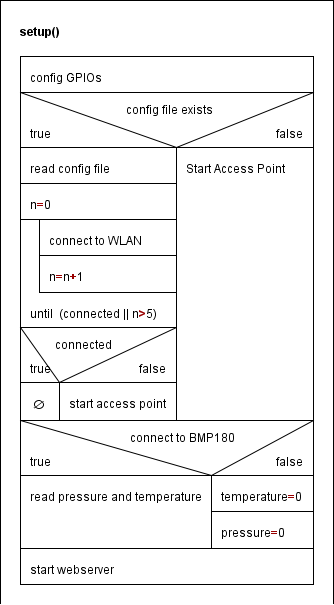 setup()
config GPIOs
config file exists
true false
read config file Start Access Point
n=0
connect to WLAN
n=n+1
until (connected || n>5)
connected
true false
∅ start access point
connect to BMP180
true false
read pressure and temperature temperature=0
pressure=0
start webserver